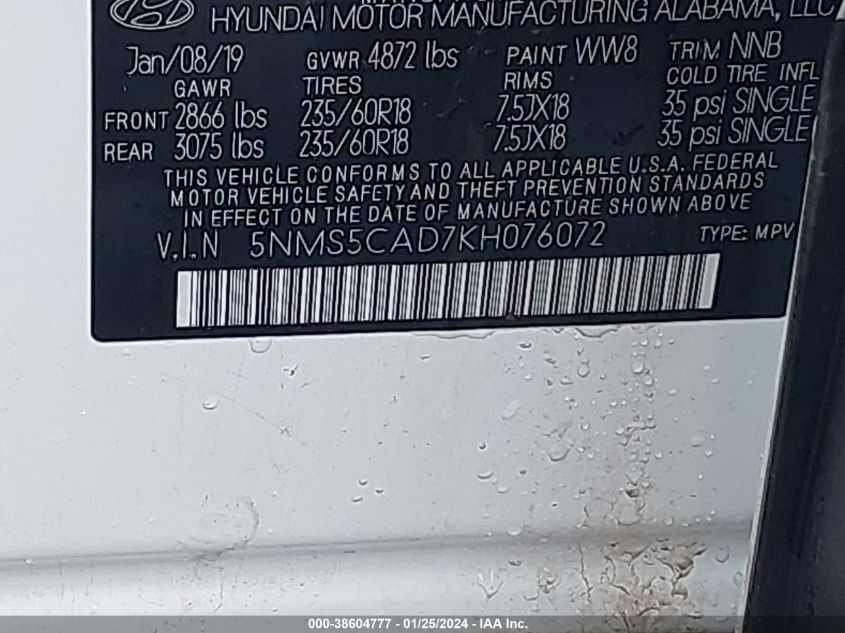 HYUNDAI MOTOR MANUFACTURING ALABAMA, LLC
Jan/08/19 GVWR 4872 lbs PAINT WW8 TRIM NNB
GAWR TIRES RIMS COLD TIRE INFL
FRONT 2866 lbs 235/60R18 7.5JX18 35 psi SINGLE
REAR 3075 lbs 235/60R18 7.5JX18 35 psi SINGLE
THIS VEHICLE CONFORMS TO ALL APPLICABLE U.S.A. FEDERAL
MOTOR VEHICLE SAFETY AND THEFT PREVENTION STANDARDS
IN EFFECT ON THE DATE OF MANUFACTURE SHOWN ABOVE
V.I.N 5NMS5CAD7KH076072 TYPE: MPV
000-38604777 - 01/25/2024 - IAA Inc.